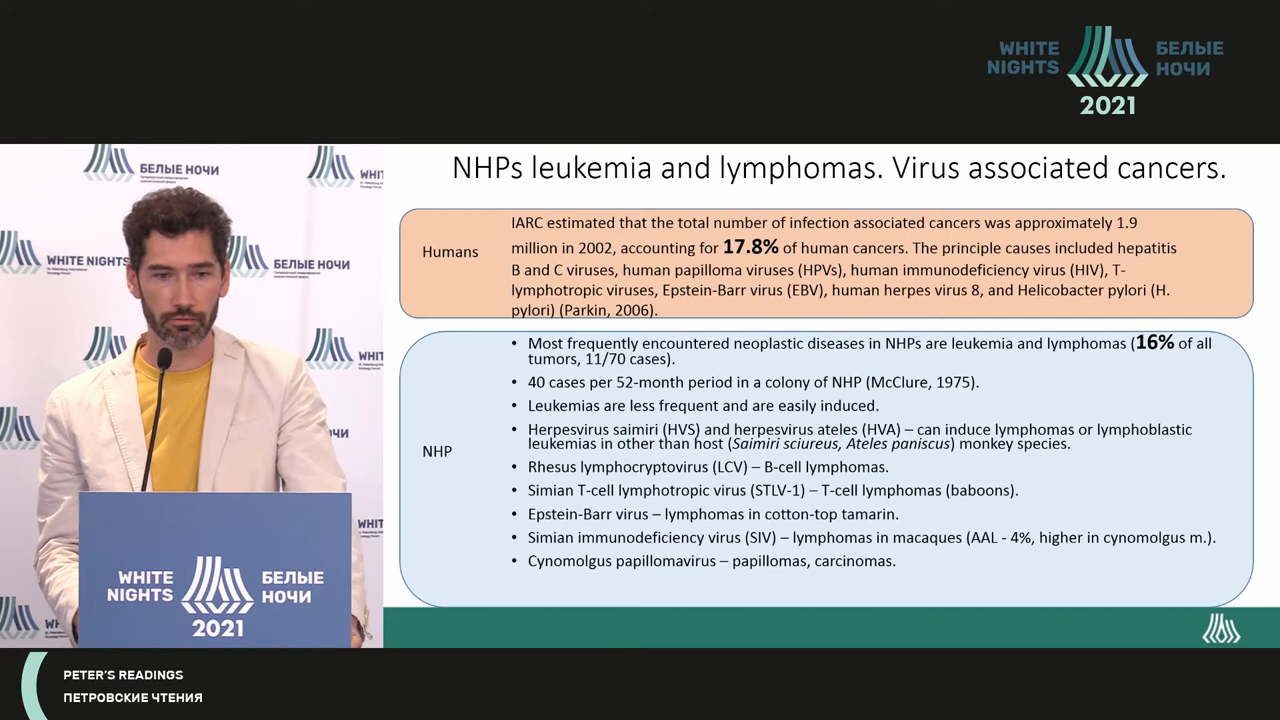 WHITE NIGHTS
БЕЛЫЕ НОЧИ
2021
NHPs leukemia and lymphomas. Virus associated cancers.
Humans
IARC estimated that the total number of infection associated cancers was approximately 1.9
million in 2002, accounting for 17.8% of human cancers. The principle causes included hepatitis
B and C viruses, human papilloma viruses (HPVs), human immunodeficiency virus (HIV), T-
lymphotropic viruses, Epstein-Barr virus (EBV), human herpes virus 8, and Helicobacter pylori (H.
pylori) (Parkin, 2006).
NHP
• Most frequently encountered neoplastic diseases in NHPs are leukemia and lymphomas (16% of all
tumors, 11/70 cases).
• 40 cases per 52-month period in a colony of NHP (McClure, 1975).
• Leukemias are less frequent and are easily induced.
• Herpesvirus saimiri (HVS) and herpesvirus ateles (HVA) – can induce lymphomas or lymphoblastic
leukemias in other than host (Saimiri sciureus, Ateles paniscus) monkey species.
• Rhesus lymphocryptovirus (LCV) – B-cell lymphomas.
• Simian T-cell lymphotropic virus (STLV-1) – T-cell lymphomas (baboons).
• Epstein-Barr virus – lymphomas in cotton-top tamarin.
• Simian immunodeficiency virus (SIV) – lymphomas in macaques (AAL - 4%, higher in cynomolgus m.).
• Cynomolgus papillomavirus – papillomas, carcinomas.
БЕЛЫЕ НОЧИ
WHIT
WHITE NIGHTS
БЕЛЫЕ НОЧИ
WHIT
NIGHT
WHITE
NIGHTS
БЕЛЫЕ
НОЧИ
2021
PETER'S READINGS
ПЕТРОВСКИЕ ЧТЕНИЯ